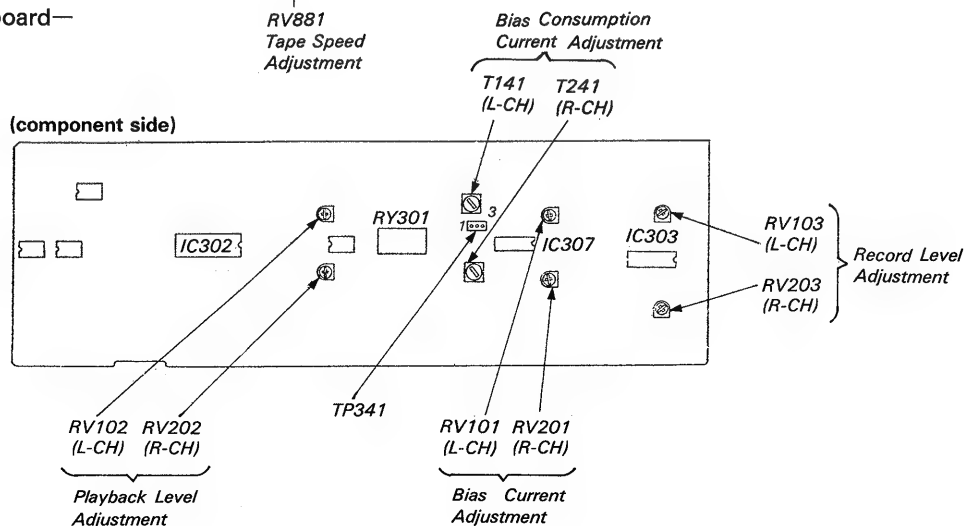 board—
RV881
Tape Speed
Adjustment
Bias Consumption
Current Adjustment
T141
(L-CH)
T241
(R-CH)
(component side)
3
1
RY301
IC302
IC307
IC303
RV103
(L-CH)
RV203
(R-CH)
Record Level
Adjustment
TP341
RV102
(L-CH)
RV202
(R-CH)
RV101
(L-CH)
RV201
(R-CH)
Playback Level
Adjustment
Bias Current
Adjustment